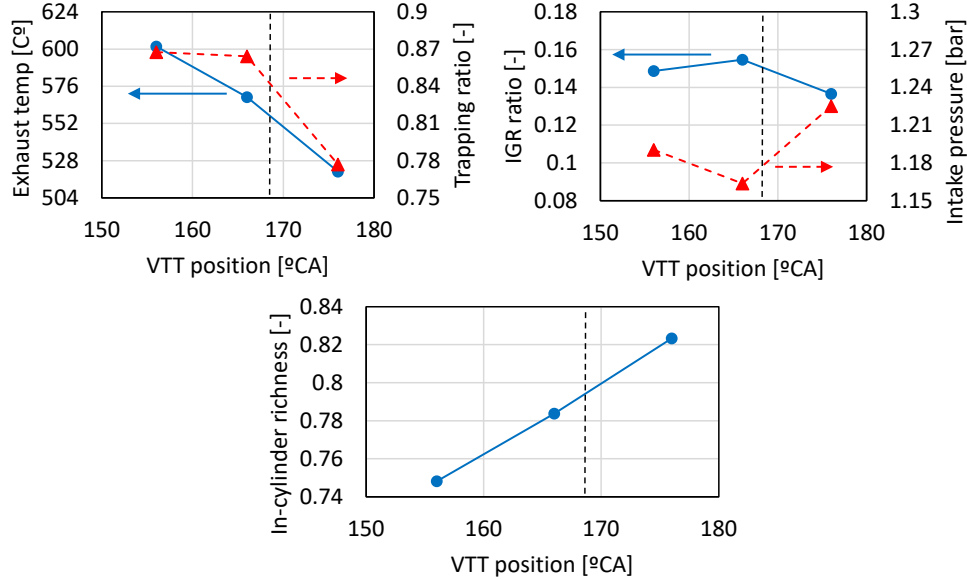 Exhaust temp [Cº]
624
600
576
552
528
504
0.9
0.87
0.84
0.81
0.78
0.75
Trapping ratio [-]
150 160 170 180
VTT position [ºCA]
IGR ratio [-]
0.18
0.16
0.14
0.12
0.1
0.08
1.3
1.27
1.24
1.21
1.18
1.15
Intake pressure [bar]
150 160 170 180
VTT position [ºCA]
In-cylinder richness [-]
0.84
0.82
0.8
0.78
0.76
0.74
150 160 170 180
VTT position [ºCA]